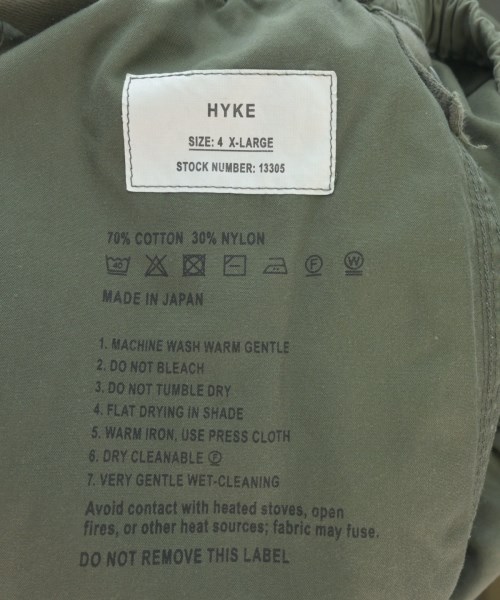 HYKE
SIZE: 4 X-LARGE
STOCK NUMBER: 13305
70% COTTON 30% NYLON
40 P W
MADE IN JAPAN
1. MACHINE WASH WARM GENTLE
2. DO NOT BLEACH
3. DO NOT TUMBLE DRY
4. FLAT DRYING IN SHADE
5. WARM IRON, USE PRESS CLOTH
6. DRY CLEANABLE Ⓟ
7. VERY GENTLE WET-CLEANING
Avoid contact with heated stoves, open
fires, or other heat sources; fabric may fuse.
DO NOT REMOVE THIS LABEL